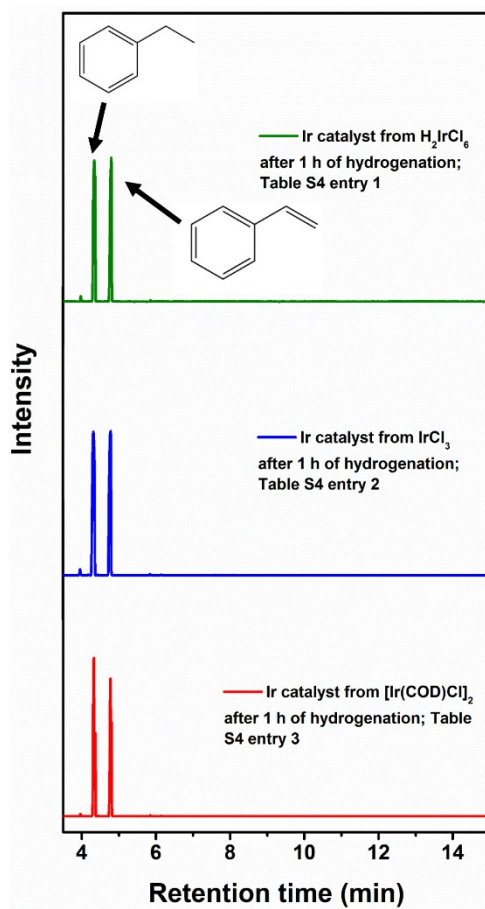 Ir catalyst from H₂IrCl₆
after 1 h of hydrogenation;
Table S4 entry 1
Ir catalyst from IrCl₃
after 1 h of hydrogenation;
Table S4 entry 2
Ir catalyst from [Ir(COD)Cl]₂
after 1 h of hydrogenation; Table
S4 entry 3
Intensity
4 6 8 10 12 14
Retention time (min)